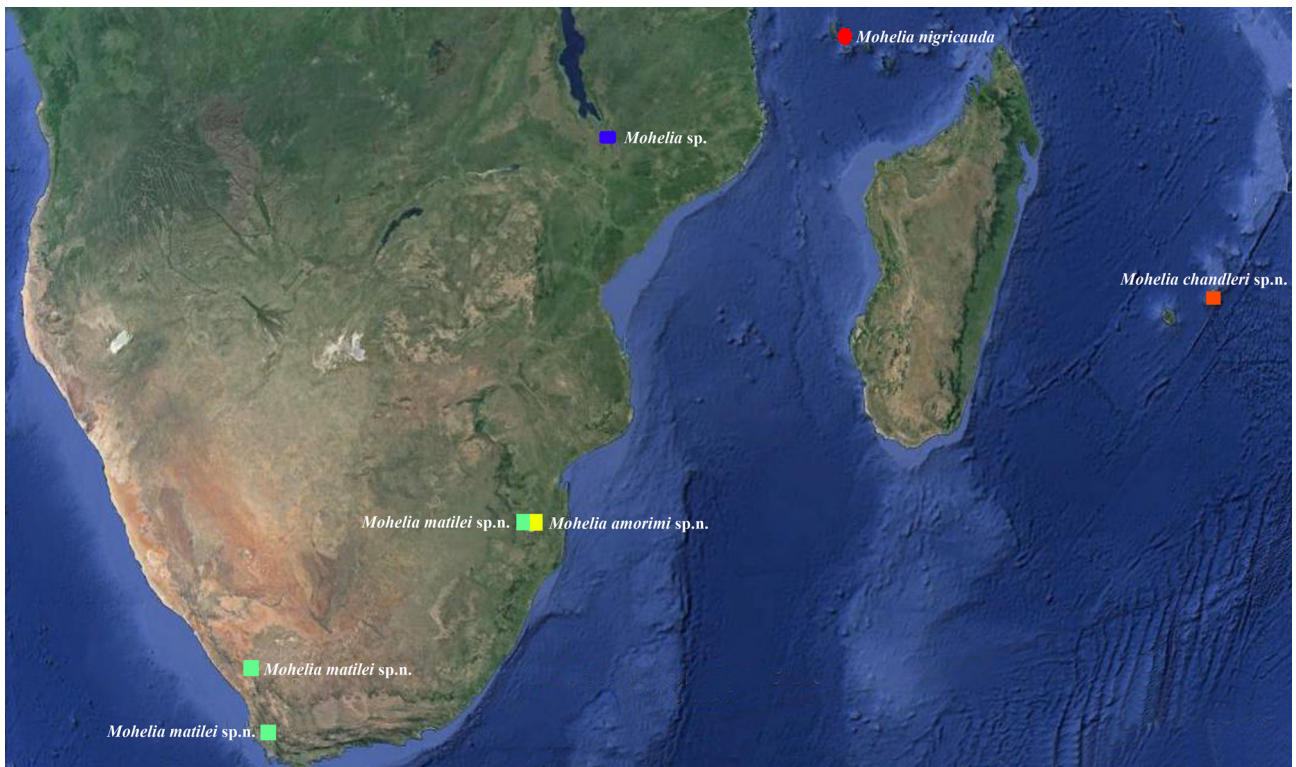 Mohelia nigricauda
Mohelia sp.
Mohelia chandleri sp.n.
Mohelia matilei sp.n.
Mohelia amorimi sp.n.
Mohelia matilei sp.n.
Mohelia matilei sp.n.